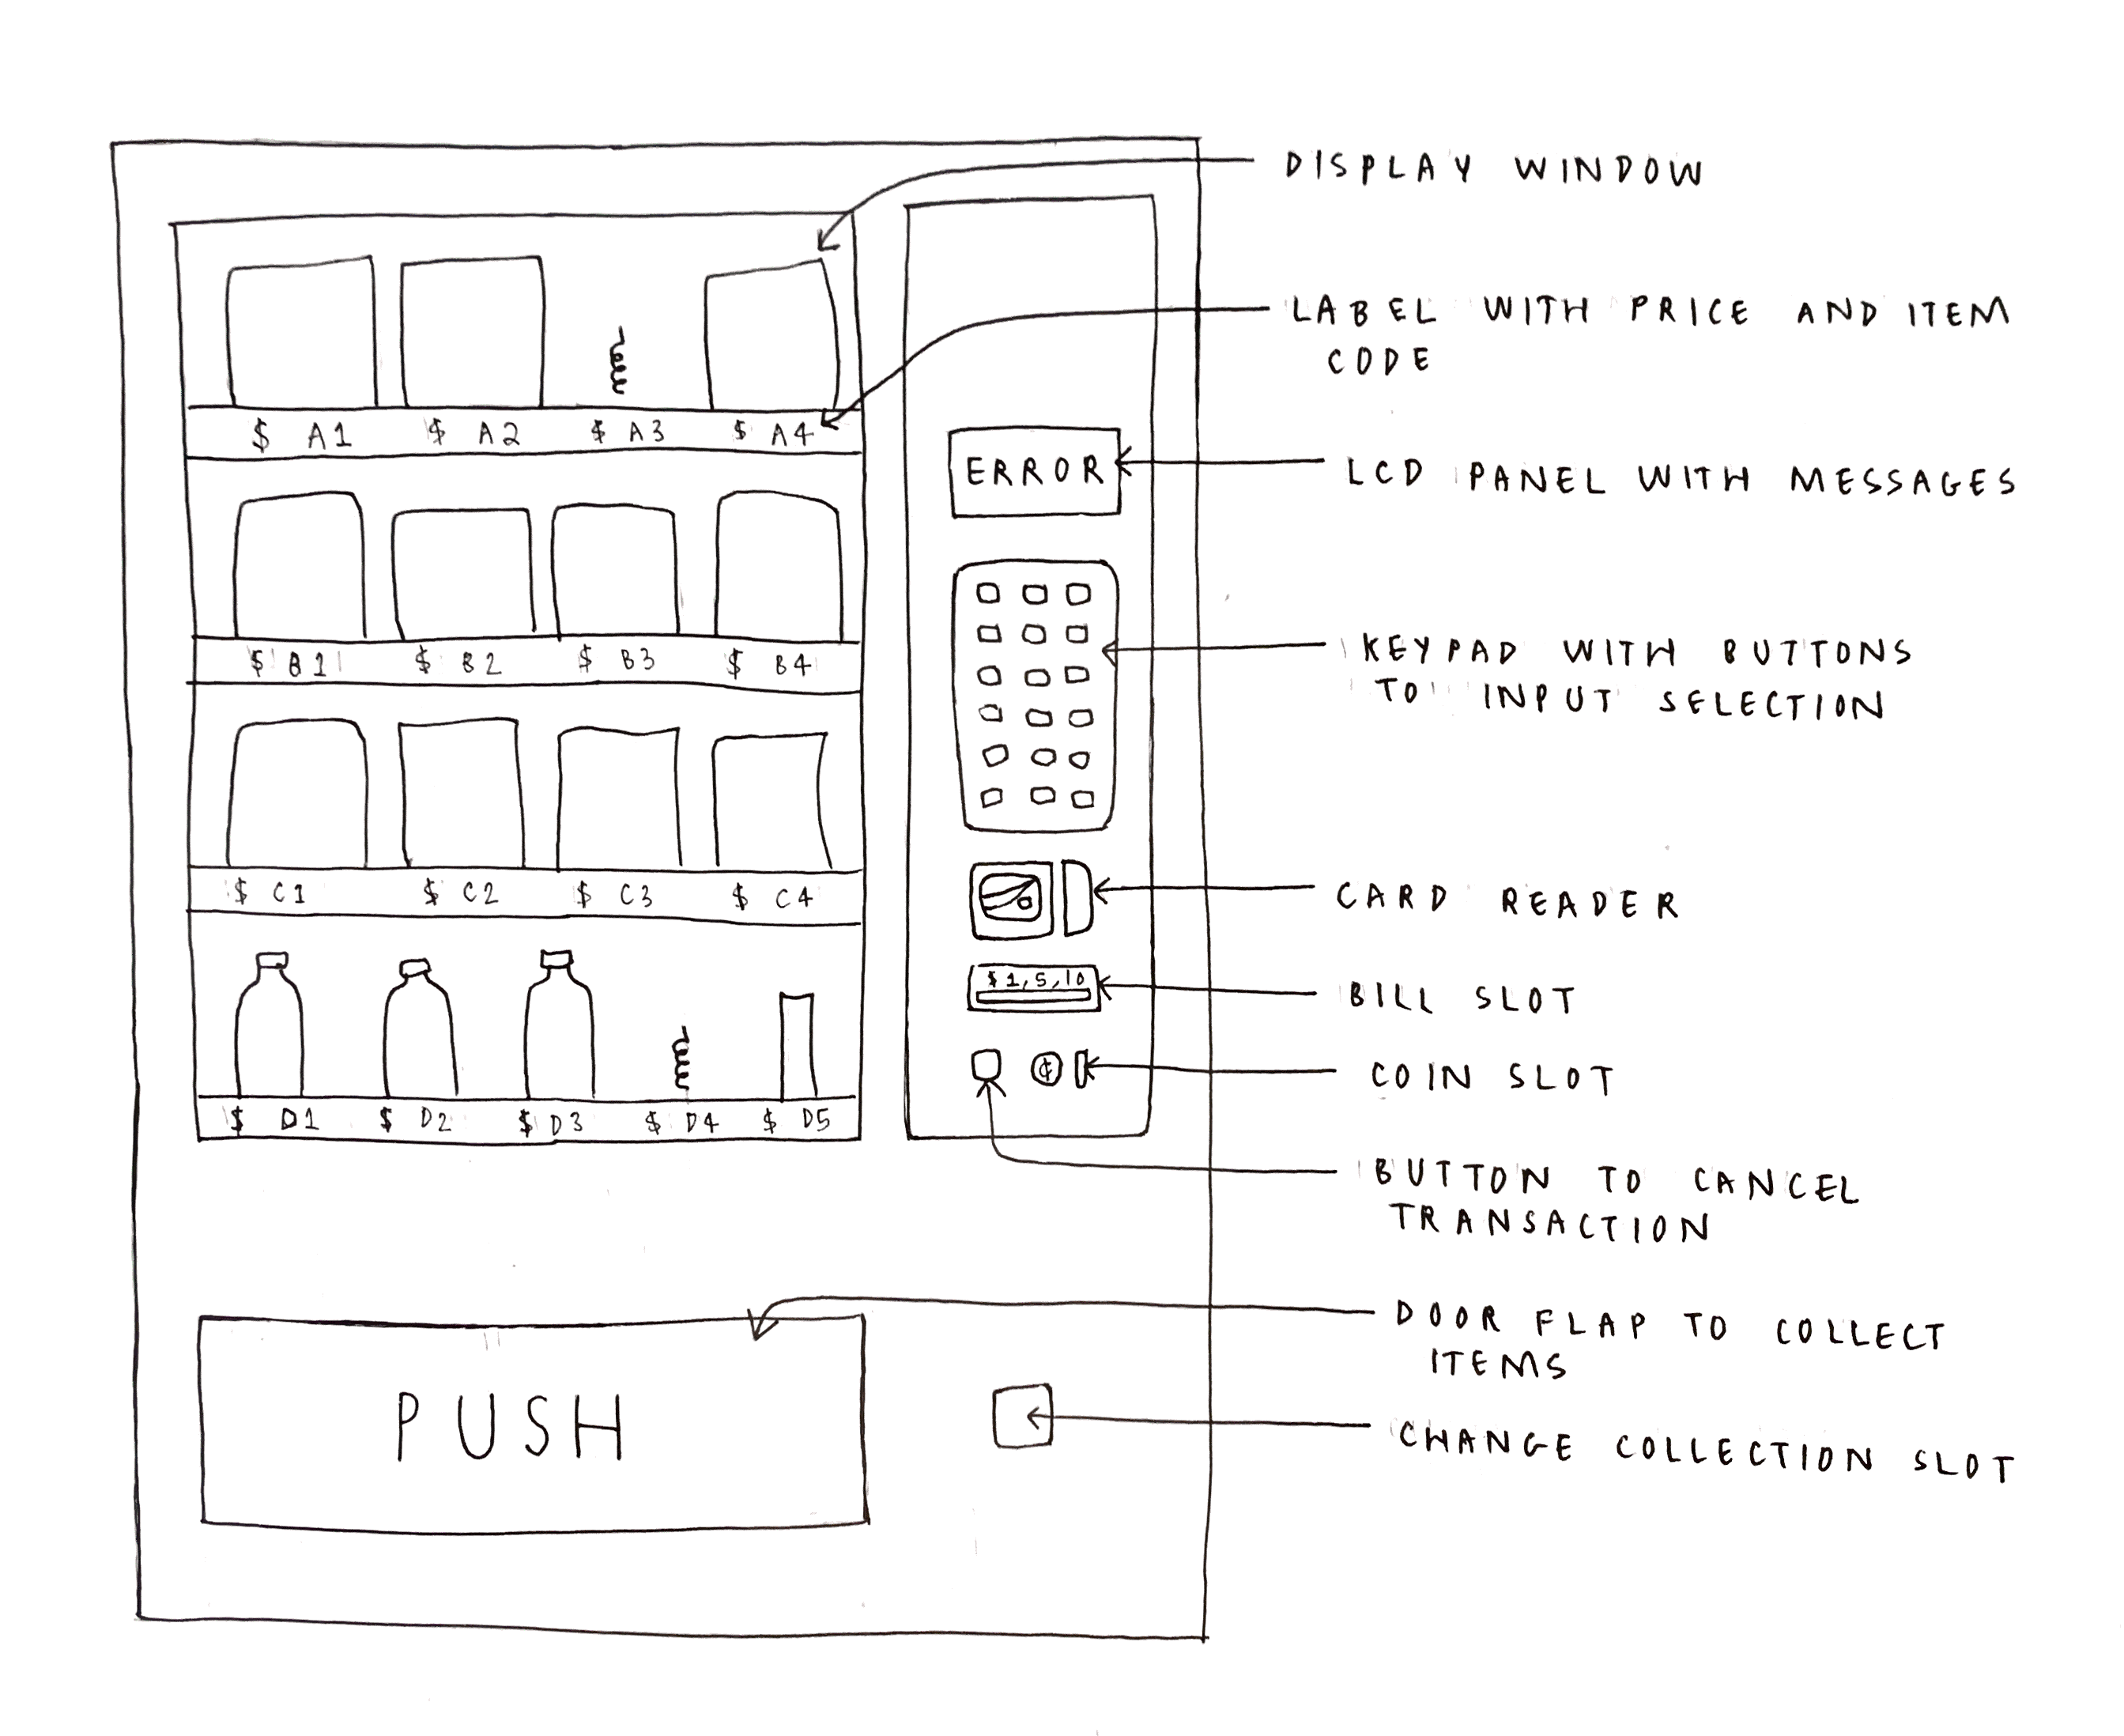 DISPLAY WINDOW
LABEL WITH PRICE AND ITEM
CODE
$ A1 $ A2 $ A3 $ A4
ERROR
LCD PANEL WITH MESSAGES
KEYPAD WITH BUTTONS
TO INPUT SELECTION
$ B1 $ B2 $ B3 $ B4
$ C1 $ C2 $ C3 $ C4
CARD READER
$ 1, 5, 10
BILL SLOT
¢
COIN SLOT
$ D1 $ D2 $ D3 $ D4 $ D5
BUTTON TO CANCEL
TRANSACTION
DOOR FLAP TO COLLECT
ITEMS
PUSH
CHANGE COLLECTION SLOT